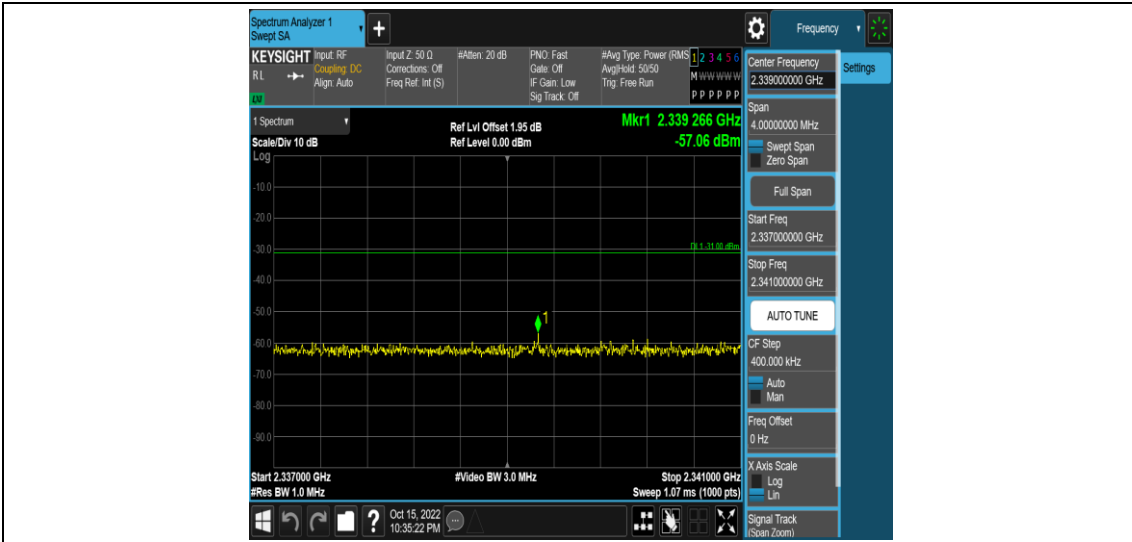 Spectrum Analyzer 1
Swept SA
+
Frequency
KEYSIGHT
R L
LNI
Input: RF
Coupling: DC
Align: Auto
Input Z: 50 Ω
Corrections: Off
Freq Ref: Int (S)
#Atten: 20 dB
PNO: Fast
Gate: Off
IF Gain: Low
Sig Track: Off
#Avg Type: Power (RMS
Avg|Hold: 50/50
Trig: Free Run
1 2 3 4 5 6
M W W W W W
P P P P P P
1 Spectrum
Scale/Div 10 dB
Log
Ref Lvl Offset 1.95 dB
Ref Level 0.00 dBm
Mkr1 2.339 266 GHz
-57.06 dBm
-10.0
-20.0
-30.0
DL1 -31.00 dBm
-40.0
-50.0
1
-60.0
-70.0
-80.0
-90.0
Start 2.337000 GHz
#Res BW 1.0 MHz
#Video BW 3.0 MHz
Stop 2.341000 GHz
Sweep 1.07 ms (1000 pts)
?
Oct 15, 2022
10:35:22 PM
Center Frequency
2.339000000 GHz
Settings
Span
4.00000000 MHz
Swept Span
Zero Span
Full Span
Start Freq
2.337000000 GHz
Stop Freq
2.341000000 GHz
AUTO TUNE
CF Step
400.000 kHz
Auto
Man
Freq Offset
0 Hz
X Axis Scale
Log
Lin
Signal Track
(Span Zoom)